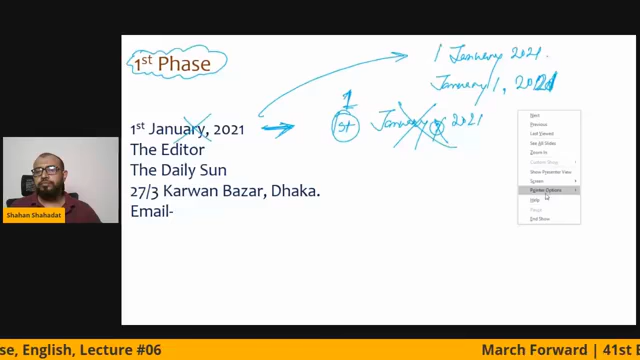 1st Phase
1 January 2021.
January 1, 2021
1
1st January, 2021
1st January, 2021
The Editor
The Daily Sun
27/3 Karwan Bazar, Dhaka.
Email-
Next
Previous
Last Viewed
See All Slides
Zoom In
Custom Show
Show Presenter View
Screen
Pointer Options
Help
Pause
End Show
Shahan Shahadat
se, English, Lecture #06
March Forward | 41st B